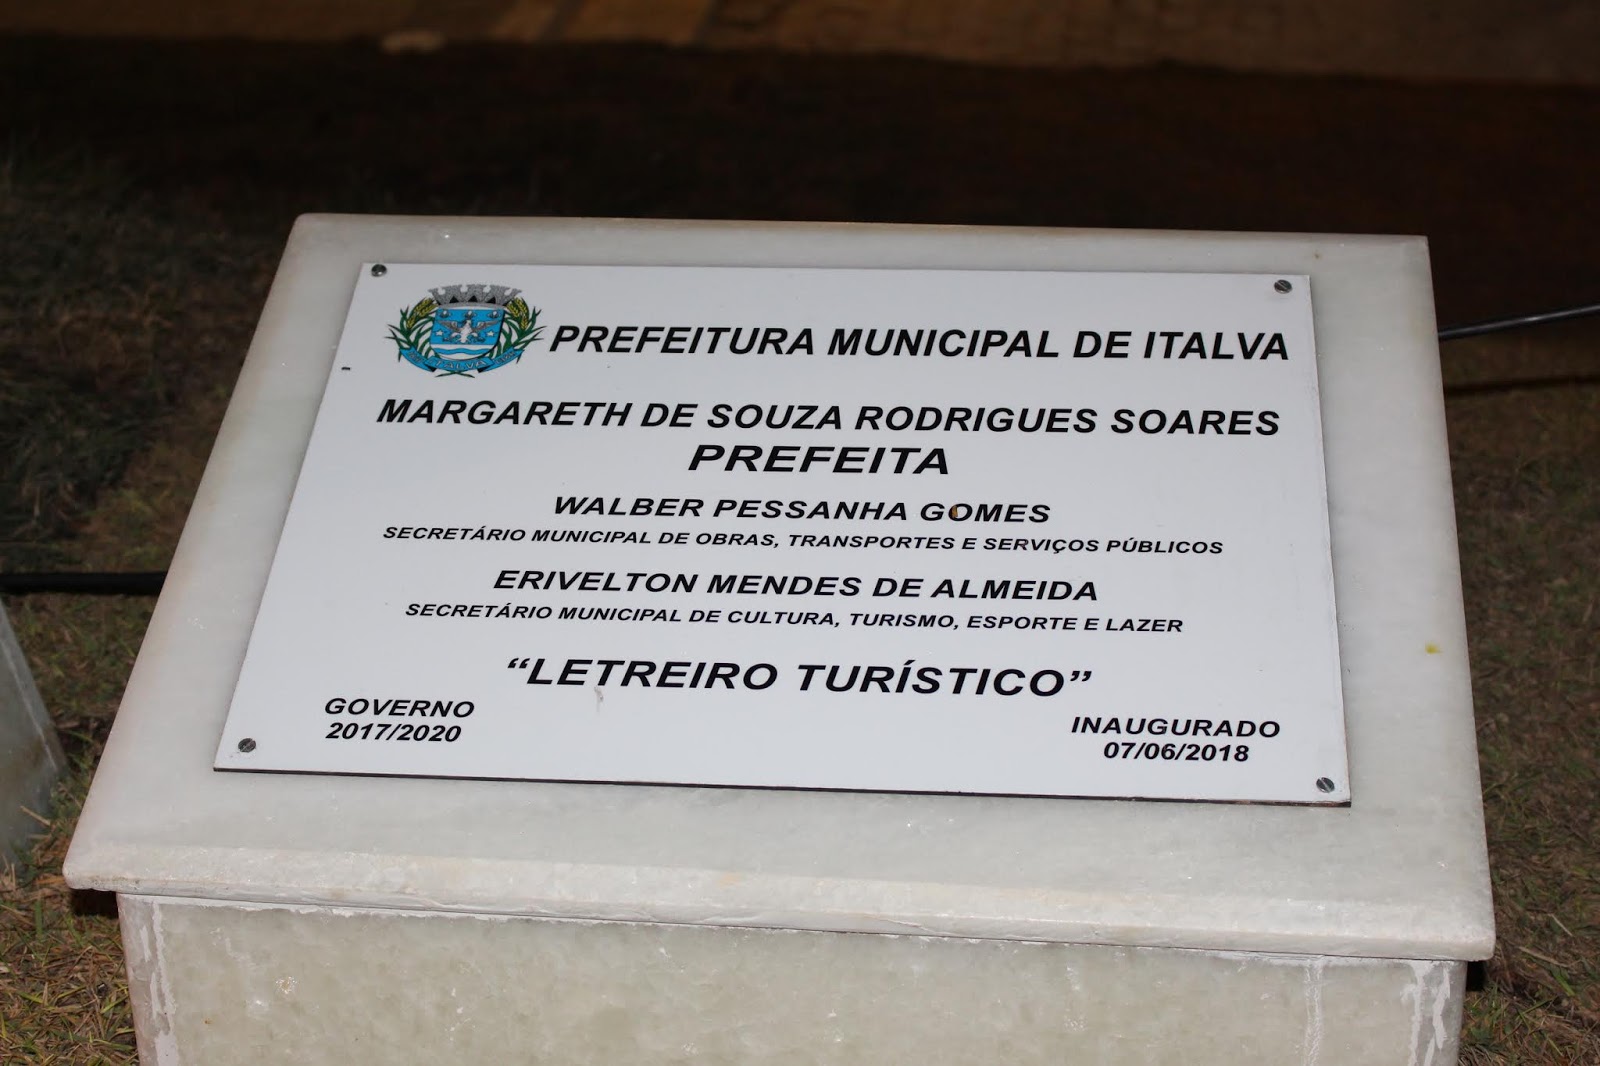 PREFEITURA MUNICIPAL DE ITALVA
MARGARETH DE SOUZA RODRIGUES SOARES
PREFEITA
WALBER PESSANHA GOMES
SECRETÁRIO MUNICIPAL DE OBRAS, TRANSPORTES E SERVIÇOS PÚBLICOS
ERIVELTON MENDES DE ALMEIDA
SECRETÁRIO MUNICIPAL DE CULTURA, TURISMO, ESPORTE E LAZER
“LETREIRO TURÍSTICO”
GOVERNO
2017/2020
INAUGURADO
07/06/2018